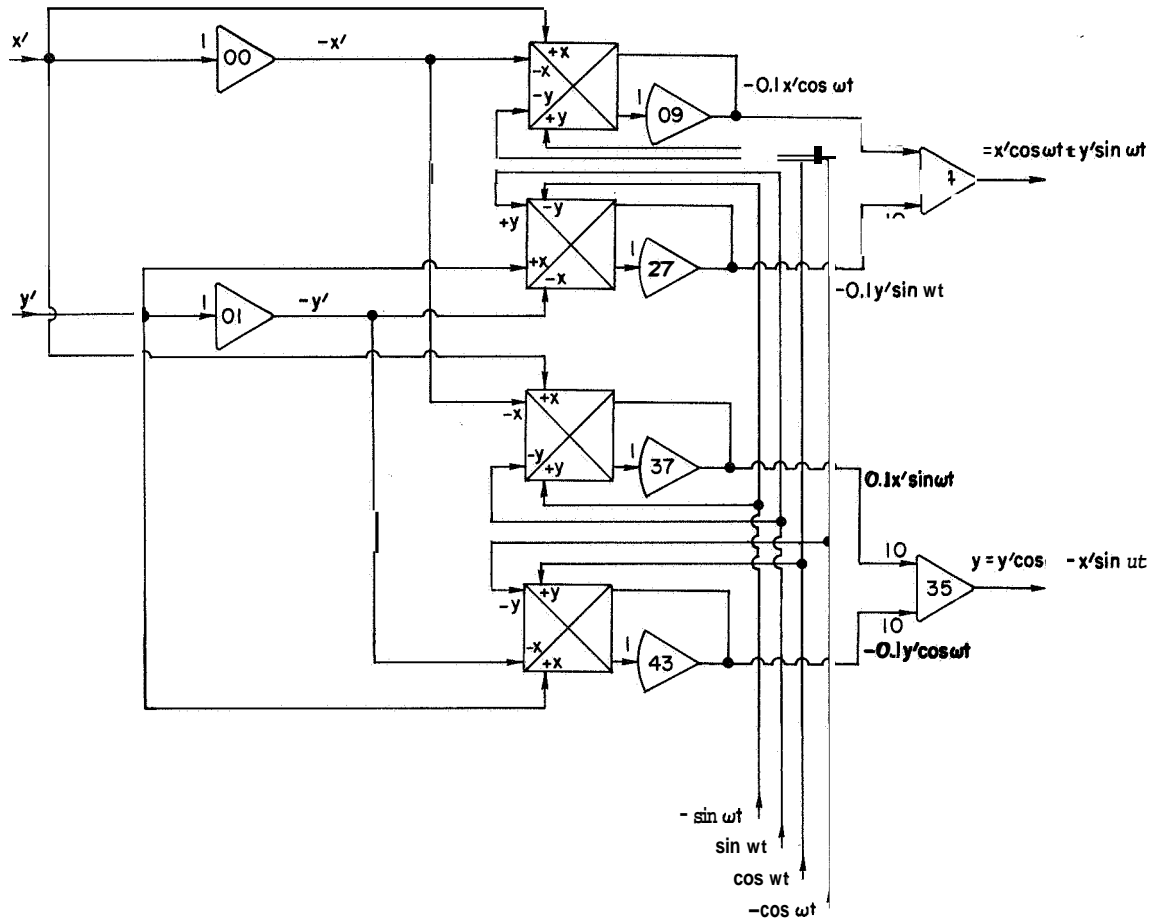 x′ 1 00 -x′
+x
-x
-y
+y
1 09
-0.1x′cos ωt
=x′cosωt ± y′sin ωt
10
-y
+y
+x
-x
1 27
-0.1y′sin wt
y′ 1 01 -y′
+x
-x
-y
+y
1 37
0.1x′sinωt
10
y = y′cos -x′sin ut
35
10
-0.1y′cosωt
+y
-y
-x
+x
1 43
- sin ωt
sin wt
cos wt
-cos ωt